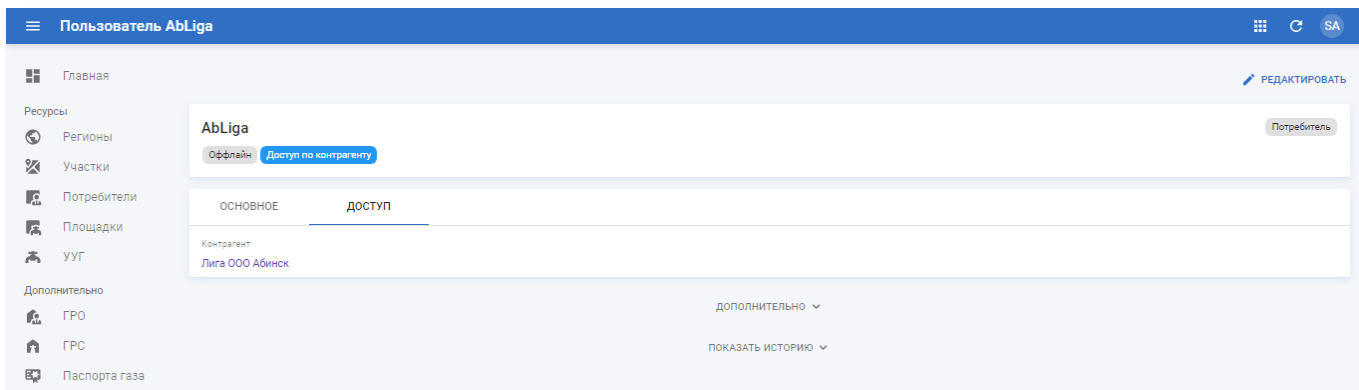 Пользователь AbLiga
SA
Главная
РЕДАКТИРОВАТЬ
Ресурсы
Регионы
Участки
Потребители
Площадки
УУГ
Дополнительно
ГРО
ГРС
Паспорта газа
AbLiga
Потребитель
Оффлайн
Доступ по контрагенту
ОСНОВНОЕ
ДОСТУП
Контрагент
Лига ООО Абинск
ДОПОЛНИТЕЛЬНО
ПОКАЗАТЬ ИСТОРИЮ